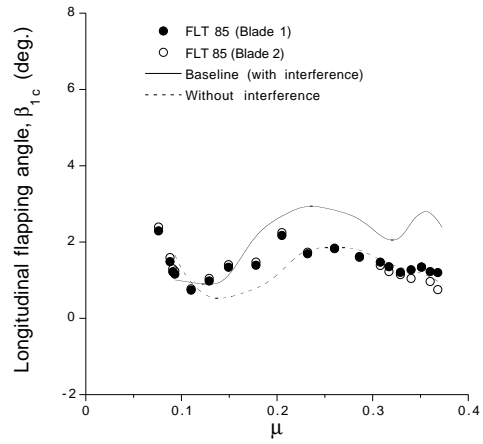 FLT 85 (Blade 1)
FLT 85 (Blade 2)
Baseline (with interference)
Without interference
Longitudinal flapping angle, β1c (deg.)
8
6
4
2
0
-2
0
0.1
0.2
0.3
0.4
μ